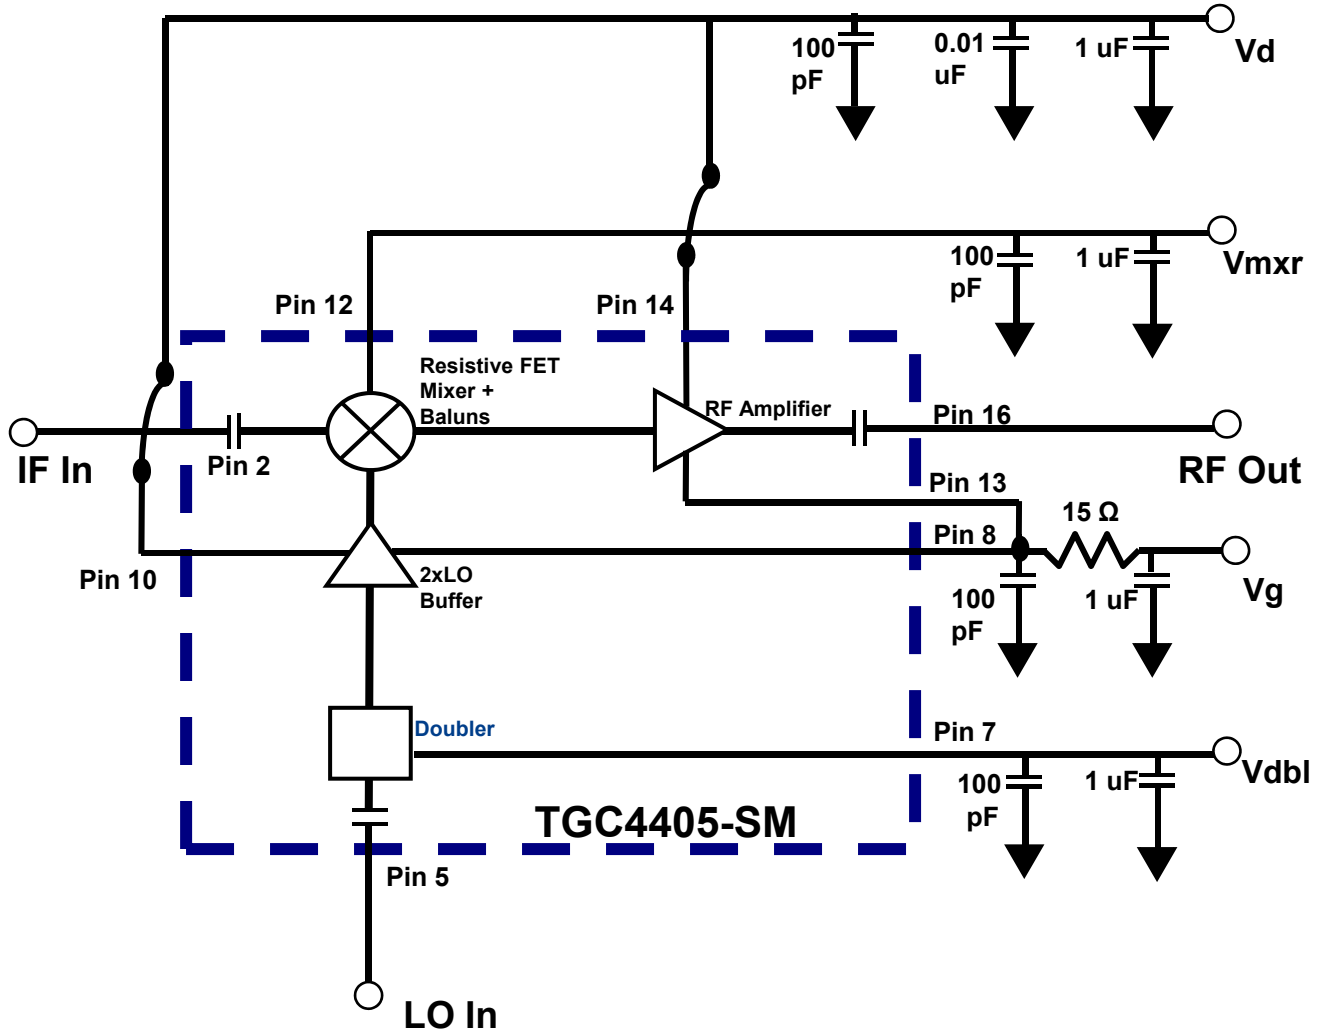 100
pF
0.01
uF
1 uF
Vd
100
pF
1 uF
Vmxr
Pin 12
Pin 14
Resistive FET
Mixer +
Baluns
RF Amplifier
Pin 16
IF In
Pin 2
RF Out
Pin 13
15 Ω
Pin 8
Pin 10
2xLO
Buffer
100
pF
1 uF
Vg
Doubler
Pin 7
100
pF
1 uF
Vdbl
TGC4405-SM
Pin 5
LO In